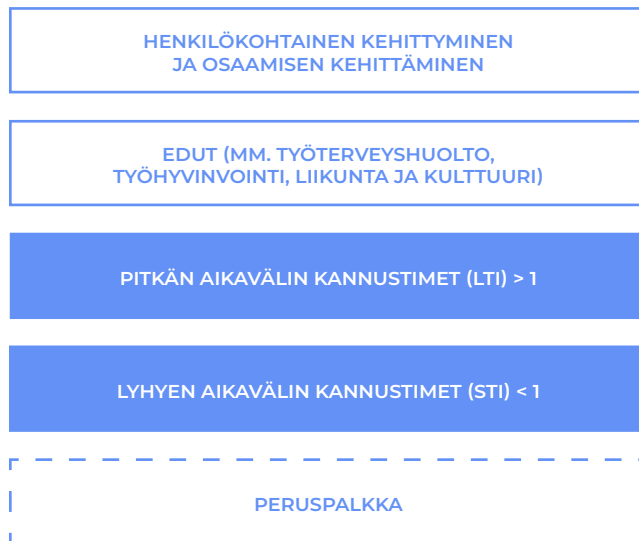 HENKILÖKOHTAINEN KEHITTYMINEN
JA OSAAMISEN KEHITTÄMINEN
EDUT (MM. TYÖTERVEYSHUOLTO,
TYÖHYVINVOINTI, LIIKUNTA JA KULTTUURI)
PITKÄN AIKAVÄLIN KANNUSTIMET (LTI) > 1
LYHYEN AIKAVÄLIN KANNUSTIMET (STI) < 1
PERUSPALKKA